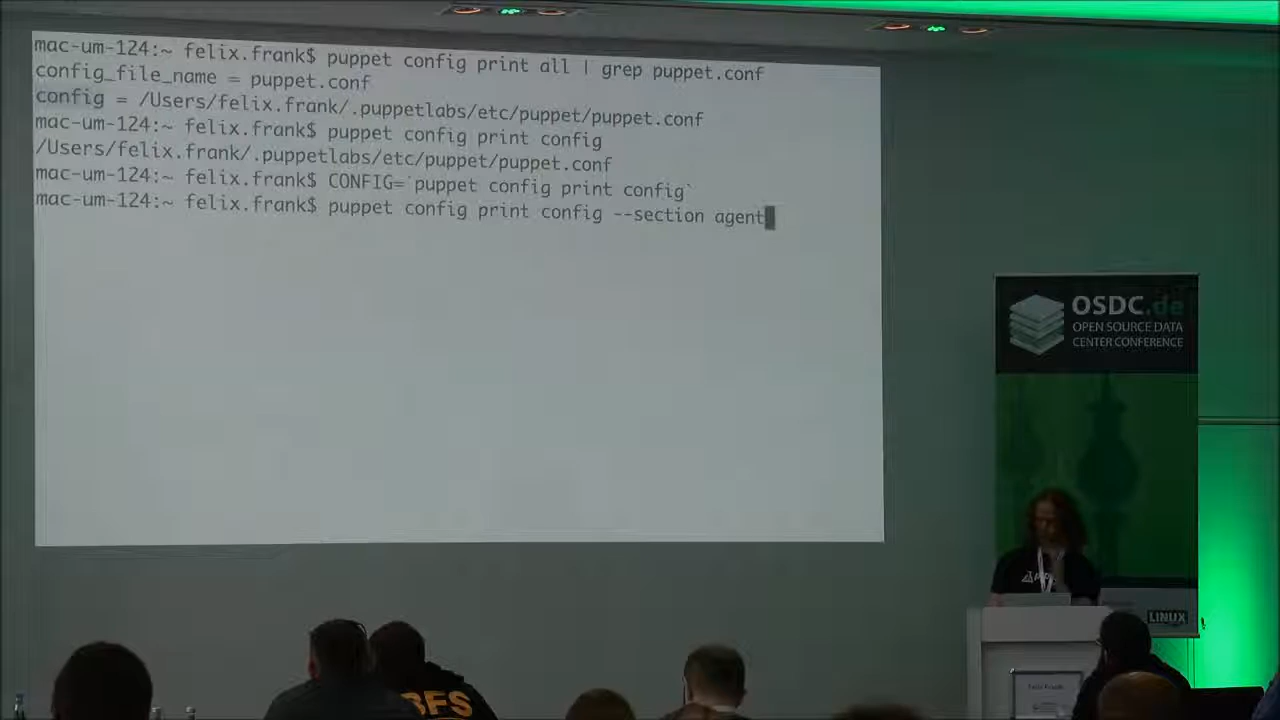 mac-um-124:~ felix.frank$ puppet config print all | grep puppet.conf
config_file_name = puppet.conf
config = /Users/felix.frank/.puppetlabs/etc/puppet/puppet.conf
mac-um-124:~ felix.frank$ puppet config print config
/Users/felix.frank/.puppetlabs/etc/puppet/puppet.conf
mac-um-124:~ felix.frank$ CONFIG=`puppet config print config`
mac-um-124:~ felix.frank$ puppet config print config --section agent
OSDC.de
OPEN SOURCE DATA
CENTER CONFERENCE
LINUX
BFS